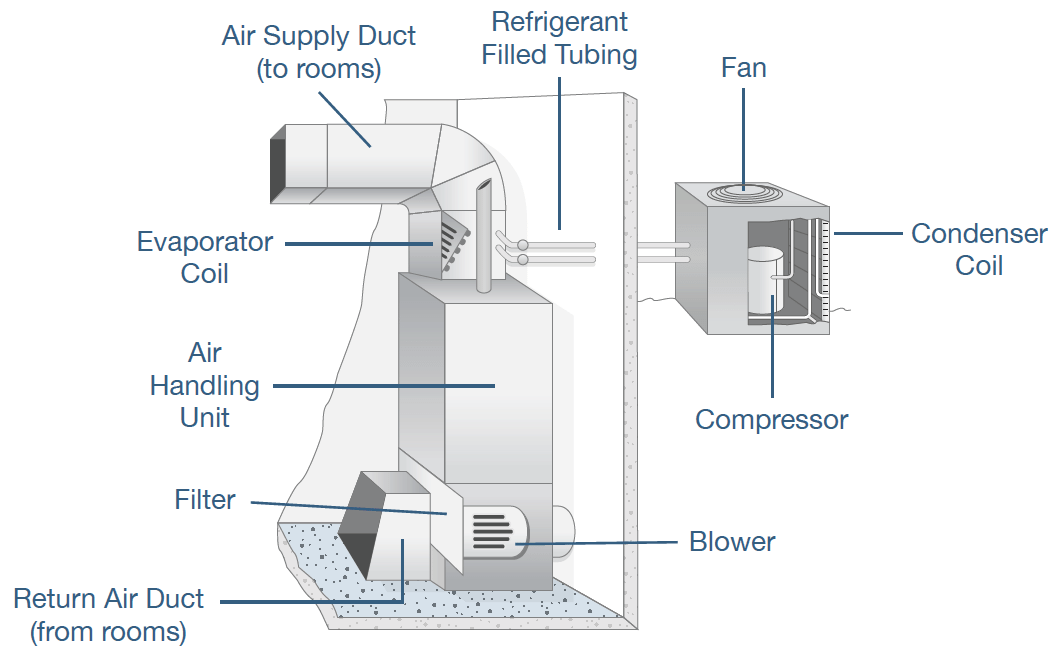 Air Supply Duct
(to rooms)
Refrigerant
Filled Tubing
Fan
Evaporator
Coil
Condenser
Coil
Air
Handling
Unit
Compressor
Filter
Blower
Return Air Duct
(from rooms)